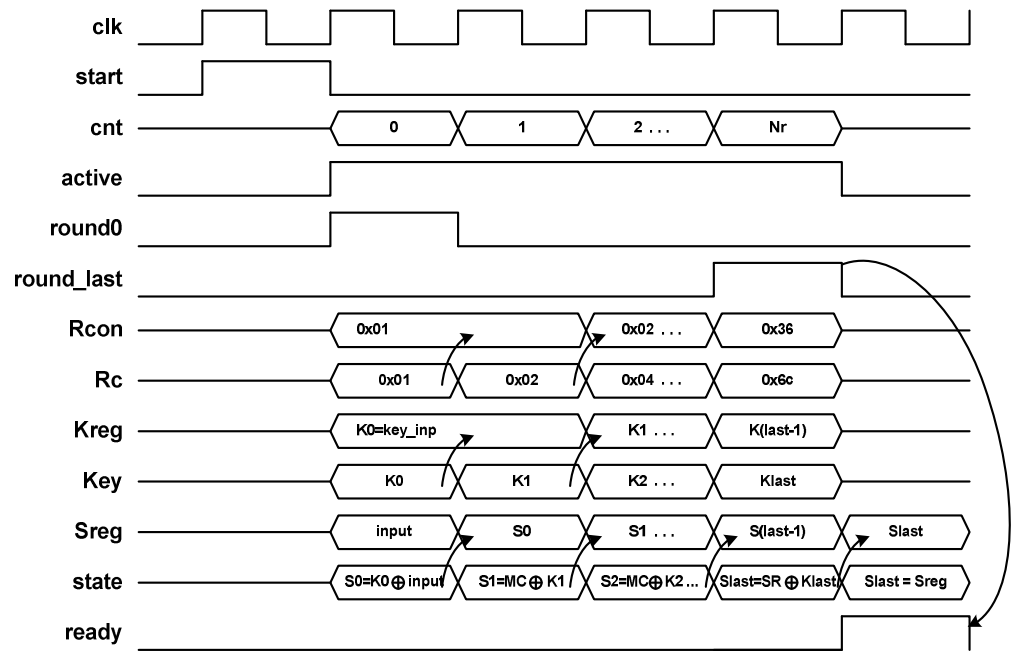 clk
start
cnt 0 1 2 . . . Nr
active
round0
round_last
Rcon 0x01 0x02 . . . 0x36
Rc 0x01 0x02 0x04 . . . 0x6c
Kreg K0=key_inp K1 . . . K(last-1)
Key K0 K1 K2 . . . Klast
Sreg input S0 S1 . . . S(last-1) Slast
state S0=K0⊕input S1=MC⊕K1 S2=MC⊕K2 ... Slast=SR⊕Klast Slast = Sreg
ready